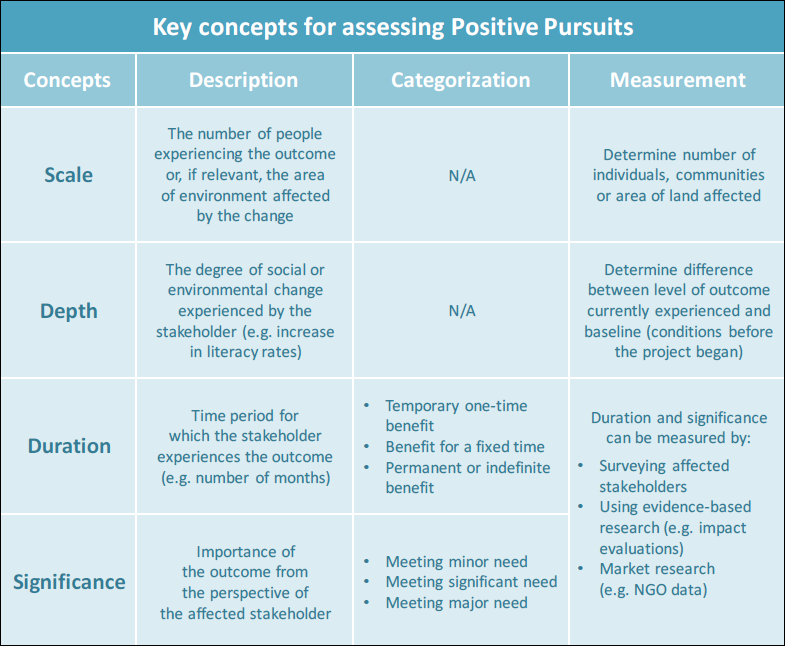 Key concepts for assessing Positive Pursuits
Concepts
Description
Categorization
Measurement
Scale
The number of people
experiencing the outcome
or, if relevant, the area
of environment affected
by the change
N/A
Determine number of
individuals, communities
or area of land affected
Depth
The degree of social or
environmental change
experienced by the
stakeholder (e.g. increase
in literacy rates)
N/A
Determine difference
between level of outcome
currently experienced and
baseline (conditions before
the project began)
Duration
Time period for
which the stakeholder
experiences the outcome
(e.g. number of months)
• Temporary one-time
benefit
• Benefit for a fixed time
• Permanent or indefinite
benefit
Duration and significance
can be measured by:
• Surveying affected
stakeholders
• Using evidence-based
research (e.g. impact
evaluations)
• Market research
(e.g. NGO data)
Significance
Importance of
the outcome from
the perspective of
the affected stakeholder
• Meeting minor need
• Meeting significant need
• Meeting major need